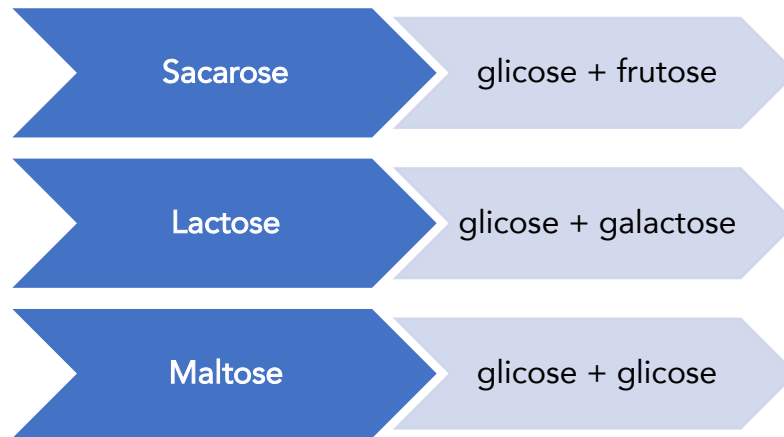 Sacarose
glicose + frutose
Lactose
glicose + galactose
Maltose
glicose + glicose